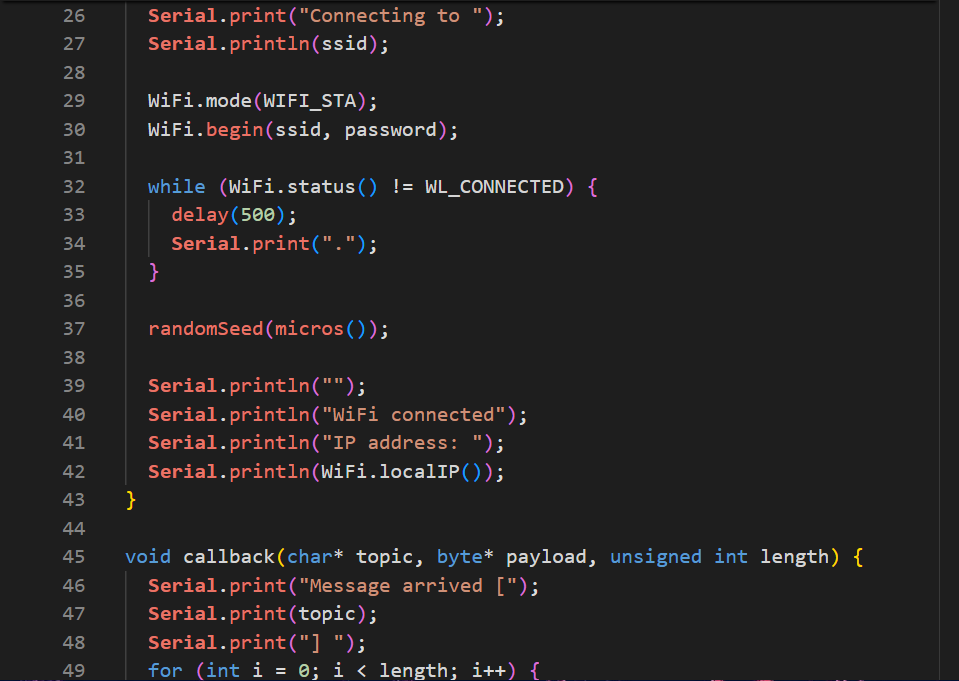 26 Serial.print("Connecting to ");
27 Serial.println(ssid);
28
29 WiFi.mode(WIFI_STA);
30 WiFi.begin(ssid, password);
31
32 while (WiFi.status() != WL_CONNECTED) {
33 delay(500);
34 Serial.print(".");
35 }
36
37 randomSeed(micros());
38
39 Serial.println("");
40 Serial.println("WiFi connected");
41 Serial.println("IP address: ");
42 Serial.println(WiFi.localIP());
43 }
44
45 void callback(char* topic, byte* payload, unsigned int length) {
46 Serial.print("Message arrived [");
47 Serial.print(topic);
48 Serial.print("] ");
49 for (int i = 0; i < length; i++) {